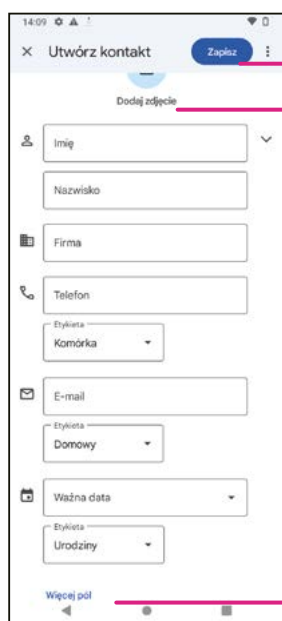 14:09
Utwórz kontakt
Zapisz
Dodaj zdjęcie
Imię
Nazwisko
Firma
Telefon
Etykieta
Komórka
E-mail
Etykieta
Domowy
Ważna data
Etykieta
Urodziny
Więcej pól